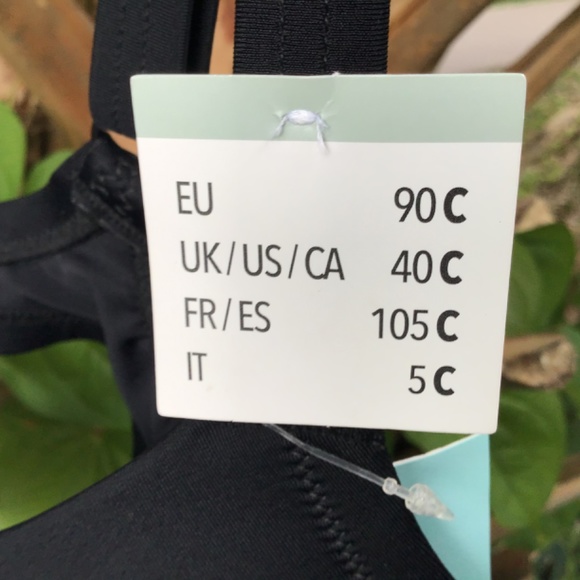 EU 90C
UK/US/CA 40C
FR/ES 105C
IT 5C